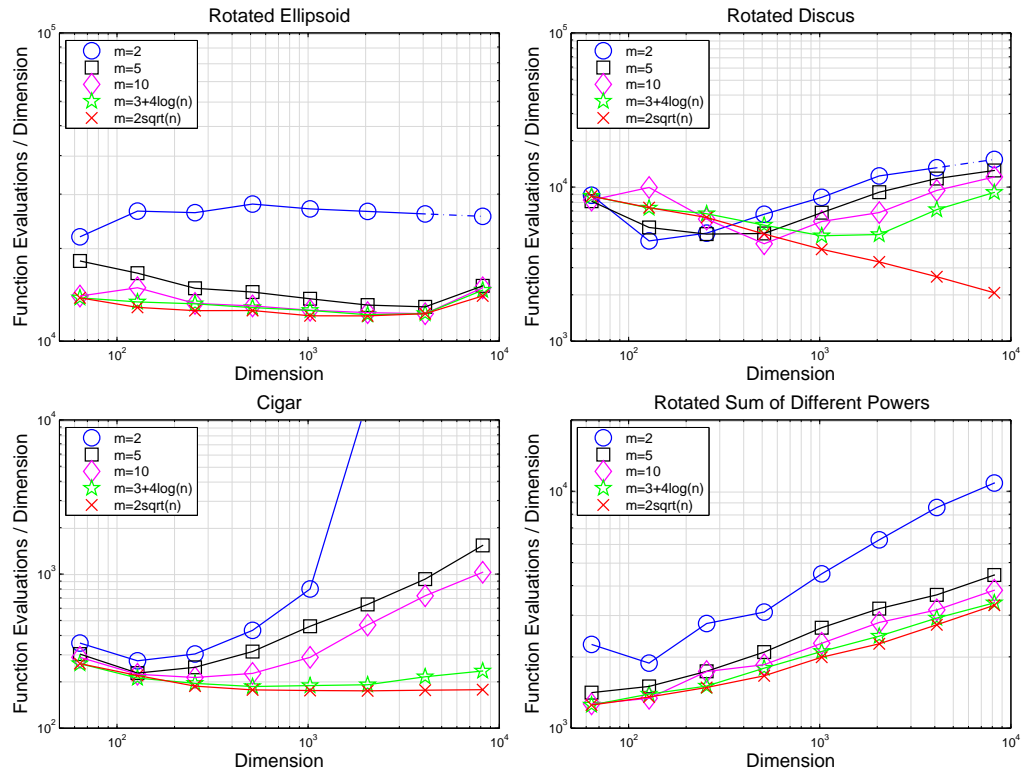 Rotated Ellipsoid
10^5
m=2
m=5
m=10
m=3+4log(n)
m=2sqrt(n)
Function Evaluations / Dimension
10^4
10^2
10^3
10^4
Dimension
Rotated Discus
10^5
m=2
m=5
m=10
m=3+4log(n)
m=2sqrt(n)
Function Evaluations / Dimension
10^4
10^3
10^2
10^3
10^4
Dimension
Cigar
10^4
m=2
m=5
m=10
m=3+4log(n)
m=2sqrt(n)
Function Evaluations / Dimension
10^3
10^2
10^2
10^3
10^4
Dimension
Rotated Sum of Different Powers
m=2
m=5
m=10
m=3+4log(n)
m=2sqrt(n)
Function Evaluations / Dimension
10^4
10^3
10^2
10^3
10^4
Dimension